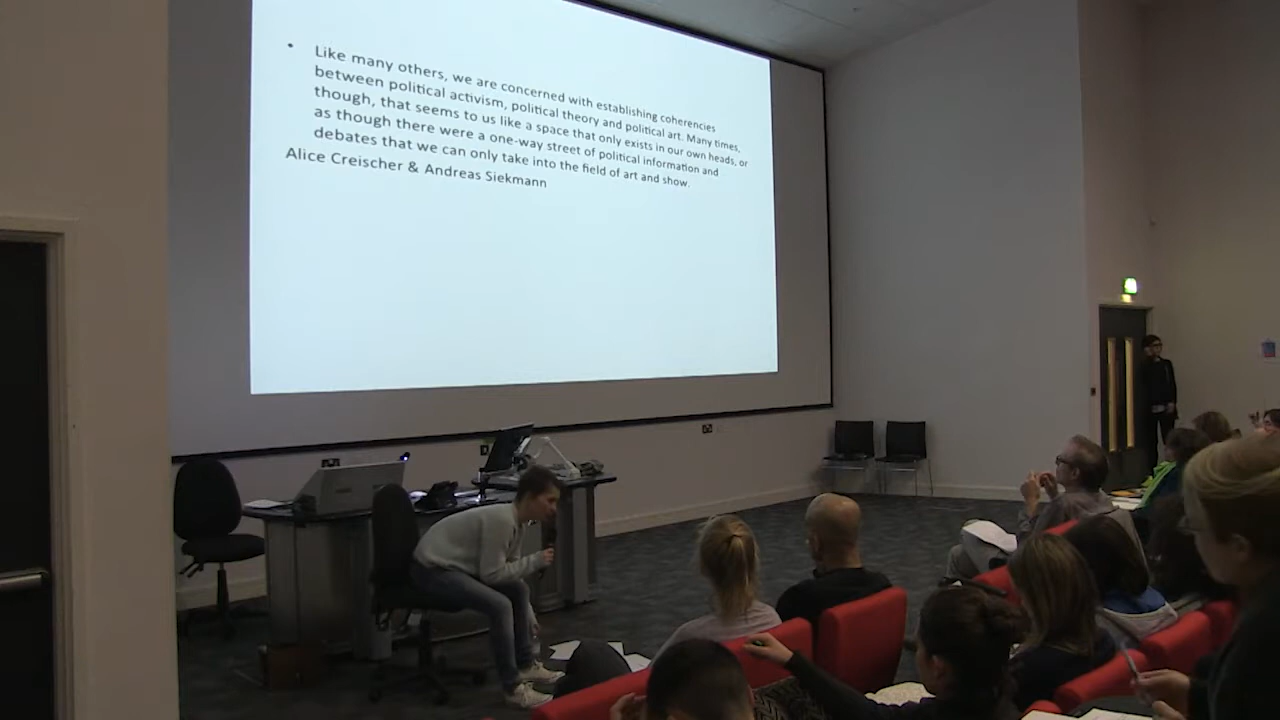 • Like many others, we are concerned with establishing coherencies
between political activism, political theory and political art. Many times,
though, that seems to us like a space that only exists in our own heads, or
as though there were a one-way street of political information and
debates that we can only take into the field of art and show.
Alice Creischer & Andreas Siekmann